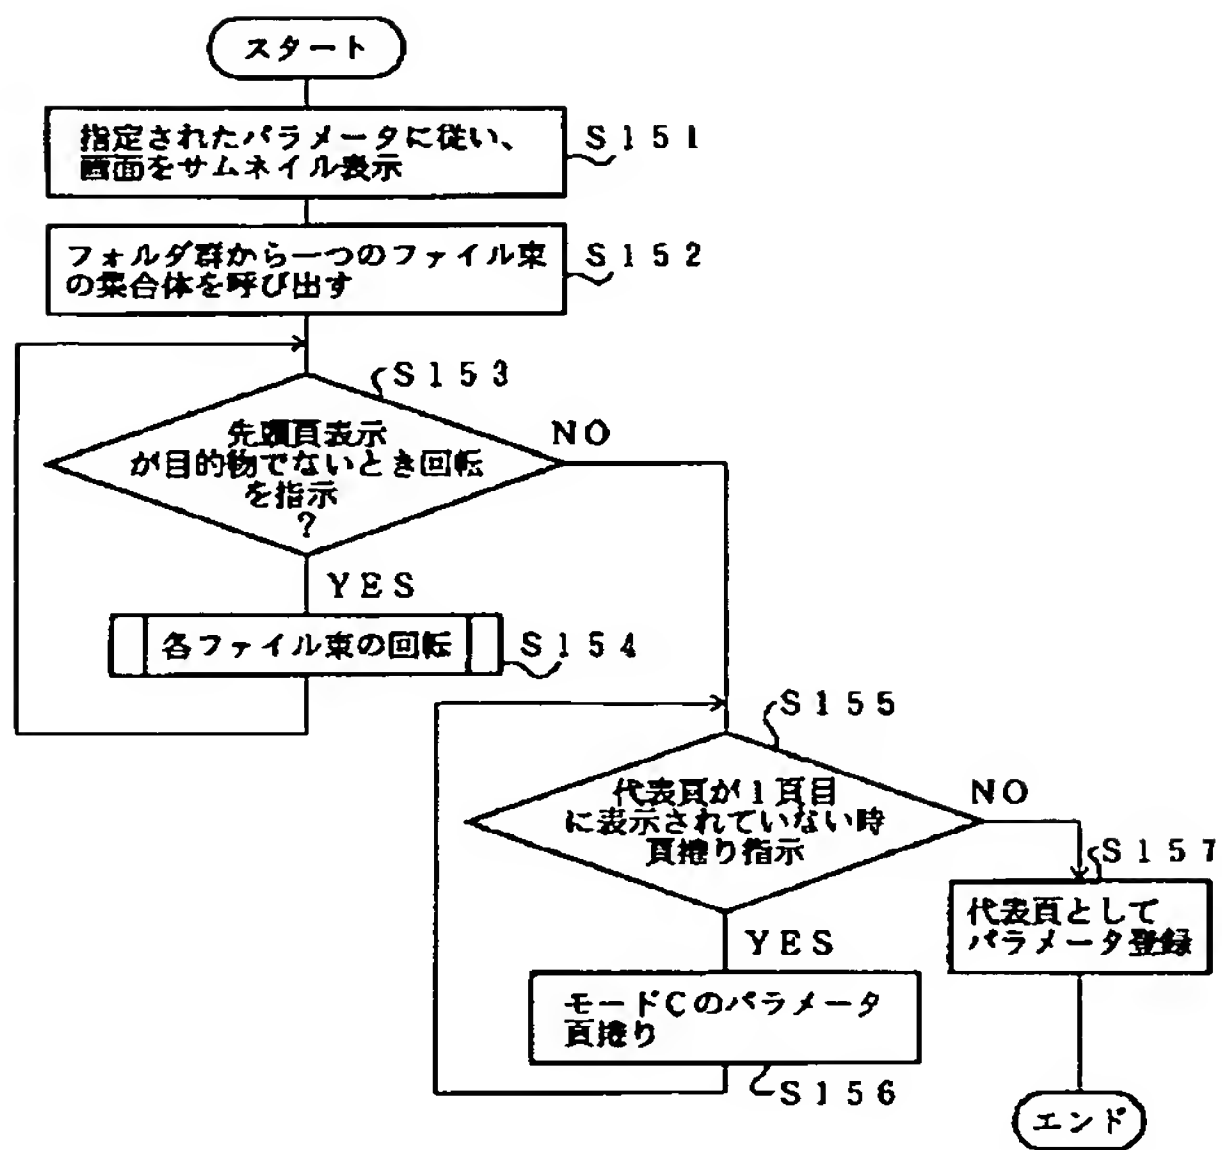 スタート
指定されたパラメータに従い、
画面をサムネイル表示
S151
フォルダ群から一つのファイル束
の集合体を呼び出す
S152
S153
先頭頁表示
が目的物でないとき回転
を指示
?
NO
YES
各ファイル束の回転
S154
S155
代表頁が1頁目
に表示されていない時
頁捲り指示
NO
YES
S157
代表頁として
パラメータ登録
モードCのパラメータ
頁捲り
S156
エンド